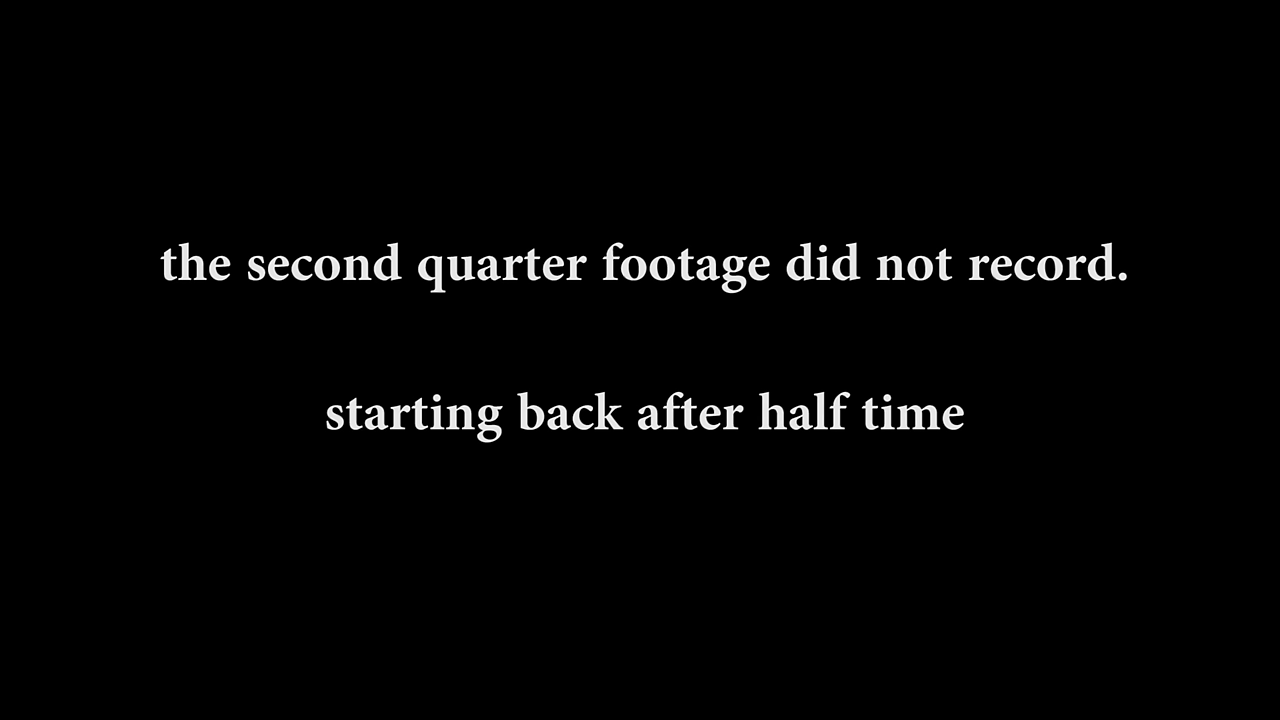 the second quarter footage did not record.
starting back after half time